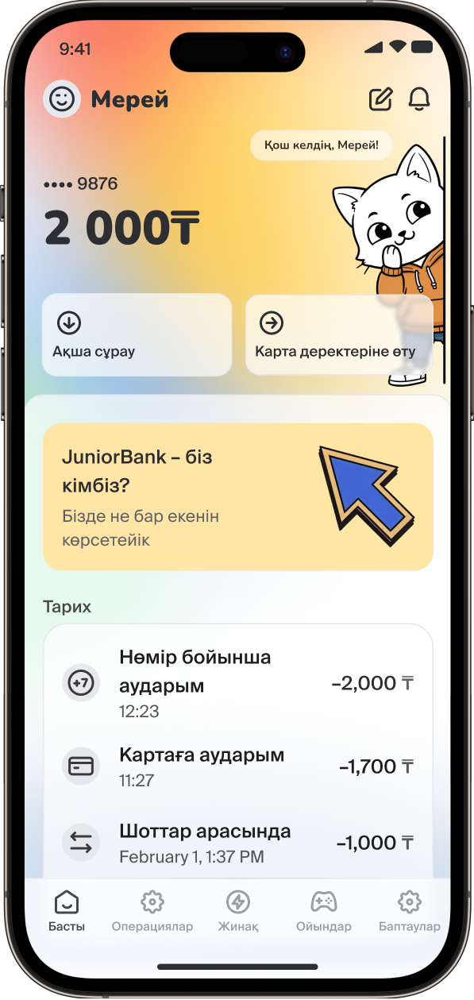 9:41
Мерей
Қош келдің, Мерей!
•••• 9876
2 000₸
Ақша сұрау
Карта деректеріне өту
JuniorBank – біз
кімбіз?
Бізде не бар екенін
көрсетейік
Тарих
Нөмір бойынша
аударым
+7
–2,000 ₸
12:23
Картаға аударым
–1,700 ₸
11:27
Шоттар арасында
–1,000 ₸
February 1, 1:37 PM
Басты
Операциялар
Жинақ
Ойындар
Баптаулар